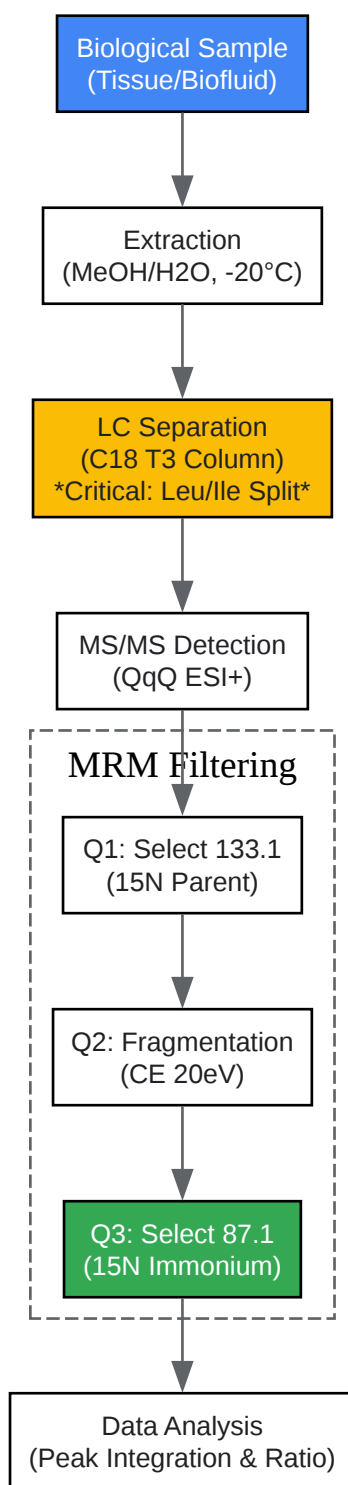 Biological Sample
(Tissue/Biofluid)
Extraction
(MeOH/H2O, -20°C)
LC Separation
(C18 T3 Column)
*Critical: Leu/Ile Split*
MS/MS Detection
(QqQ ESI+)
MRM Filtering
Q1: Select 133.1
(15N Parent)
Q2: Fragmentation
(CE 20eV)
Q3: Select 87.1
(15N Immonium)
Data Analysis
(Peak Integration & Ratio)